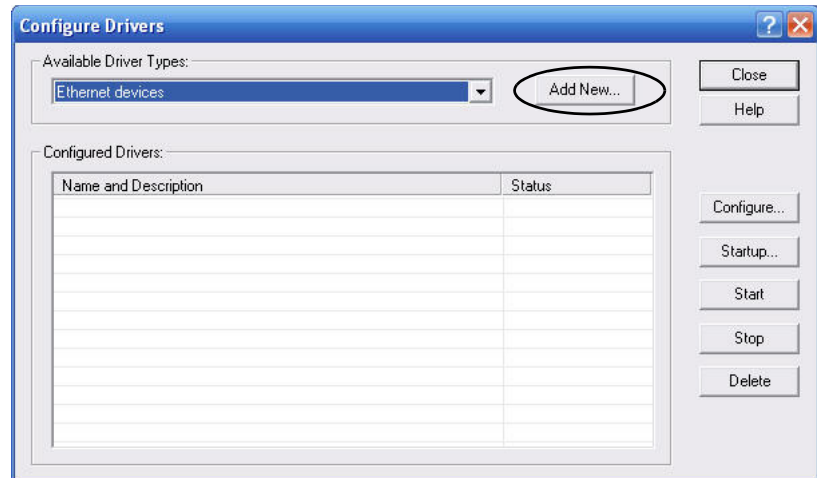 Configure Drivers
Available Driver Types:
Ethernet devices
Add New...
Close
Help
Configured Drivers:
Name and Description
Status
Configure...
Startup...
Start
Stop
Delete